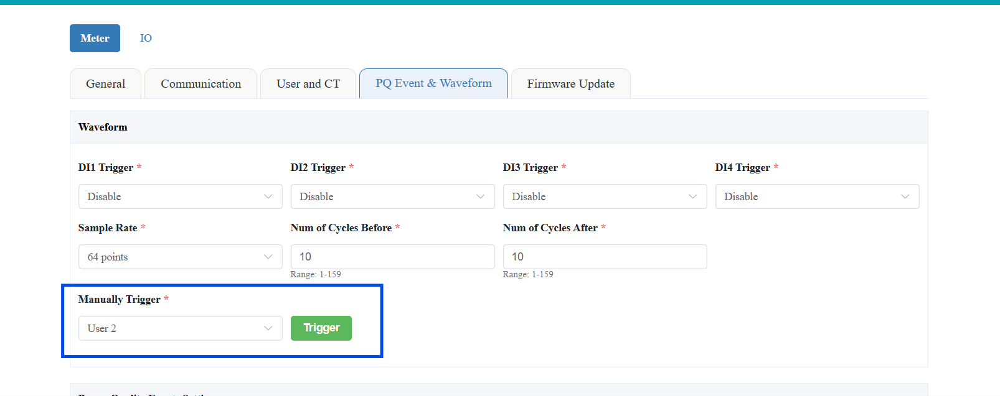 Meter IO
General Communication User and CT PQ Event & Waveform Firmware Update
Waveform
DI1 Trigger * DI2 Trigger * DI3 Trigger * DI4 Trigger *
Disable Disable Disable Disable
Sample Rate * Num of Cycles Before * Num of Cycles After *
64 points 10 10
Range: 1-159 Range: 1-159
Manually Trigger *
User 2 Trigger